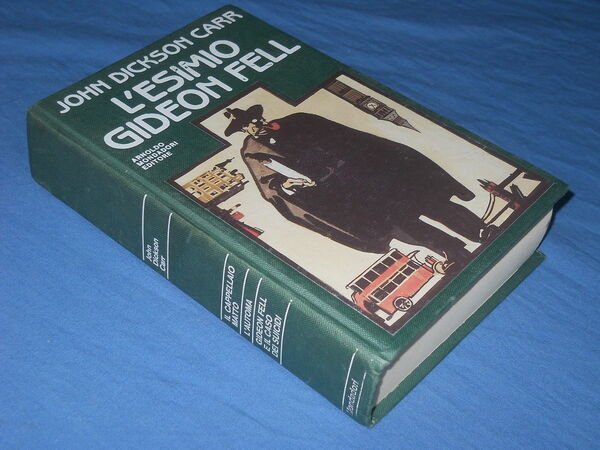 JOHN DICKSON CARR
L'ESIMIO
GIDEON FELL
ARNOLDO
MONDADORI
EDITORE
John
Dickson
Carr
IL CAPPELLAIO
MATTO
L'AUTOMA
GIDEON FELL
E IL CASO
DEI SUICIDI
Mondadori